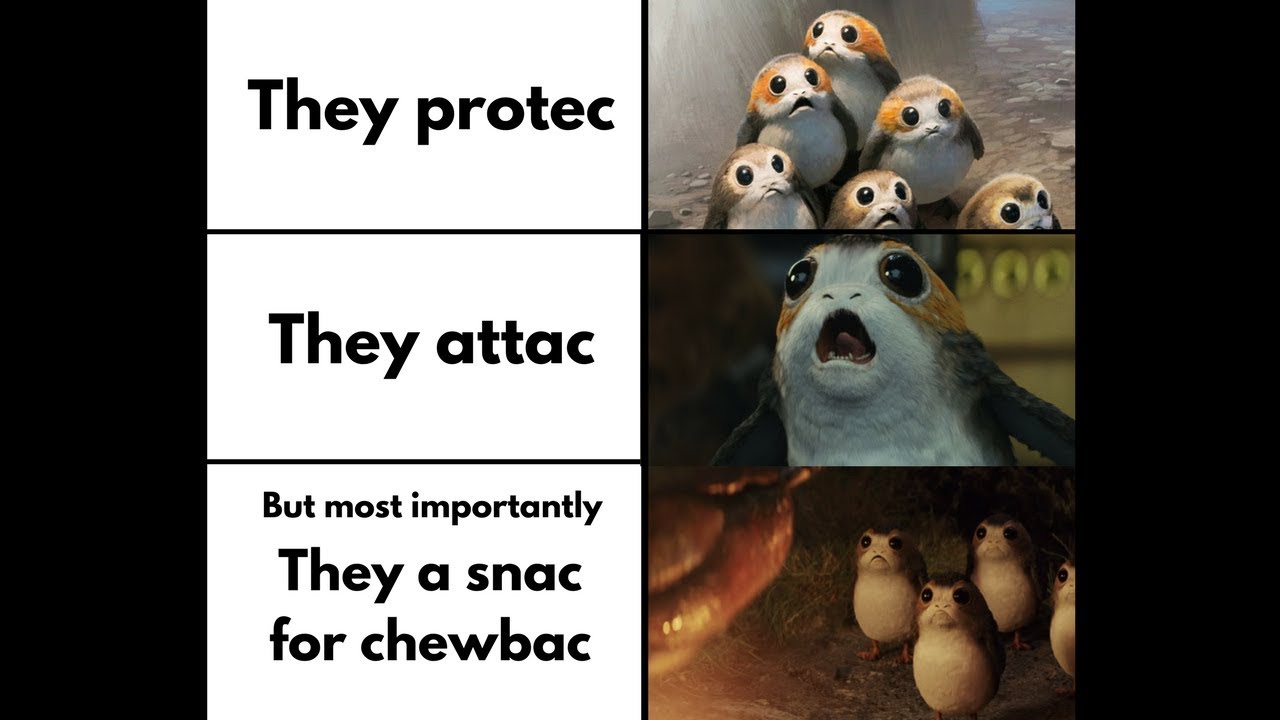 They protec
They attac
But most importantly
They a snac
for chewbac